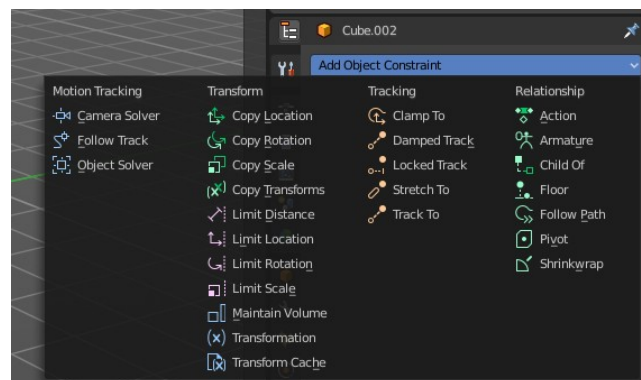 Cube.002
Add Object Constraint
Motion Tracking
Camera Solver
Follow Track
Object Solver
Transform
Copy Location
Copy Rotation
Copy Scale
Copy Transforms
Limit Distance
Limit Location
Limit Rotation
Limit Scale
Maintain Volume
Transformation
Transform Cache
Tracking
Clamp To
Damped Track
Locked Track
Stretch To
Track To
Relationship
Action
Armature
Child Of
Floor
Follow Path
Pivot
Shrinkwrap